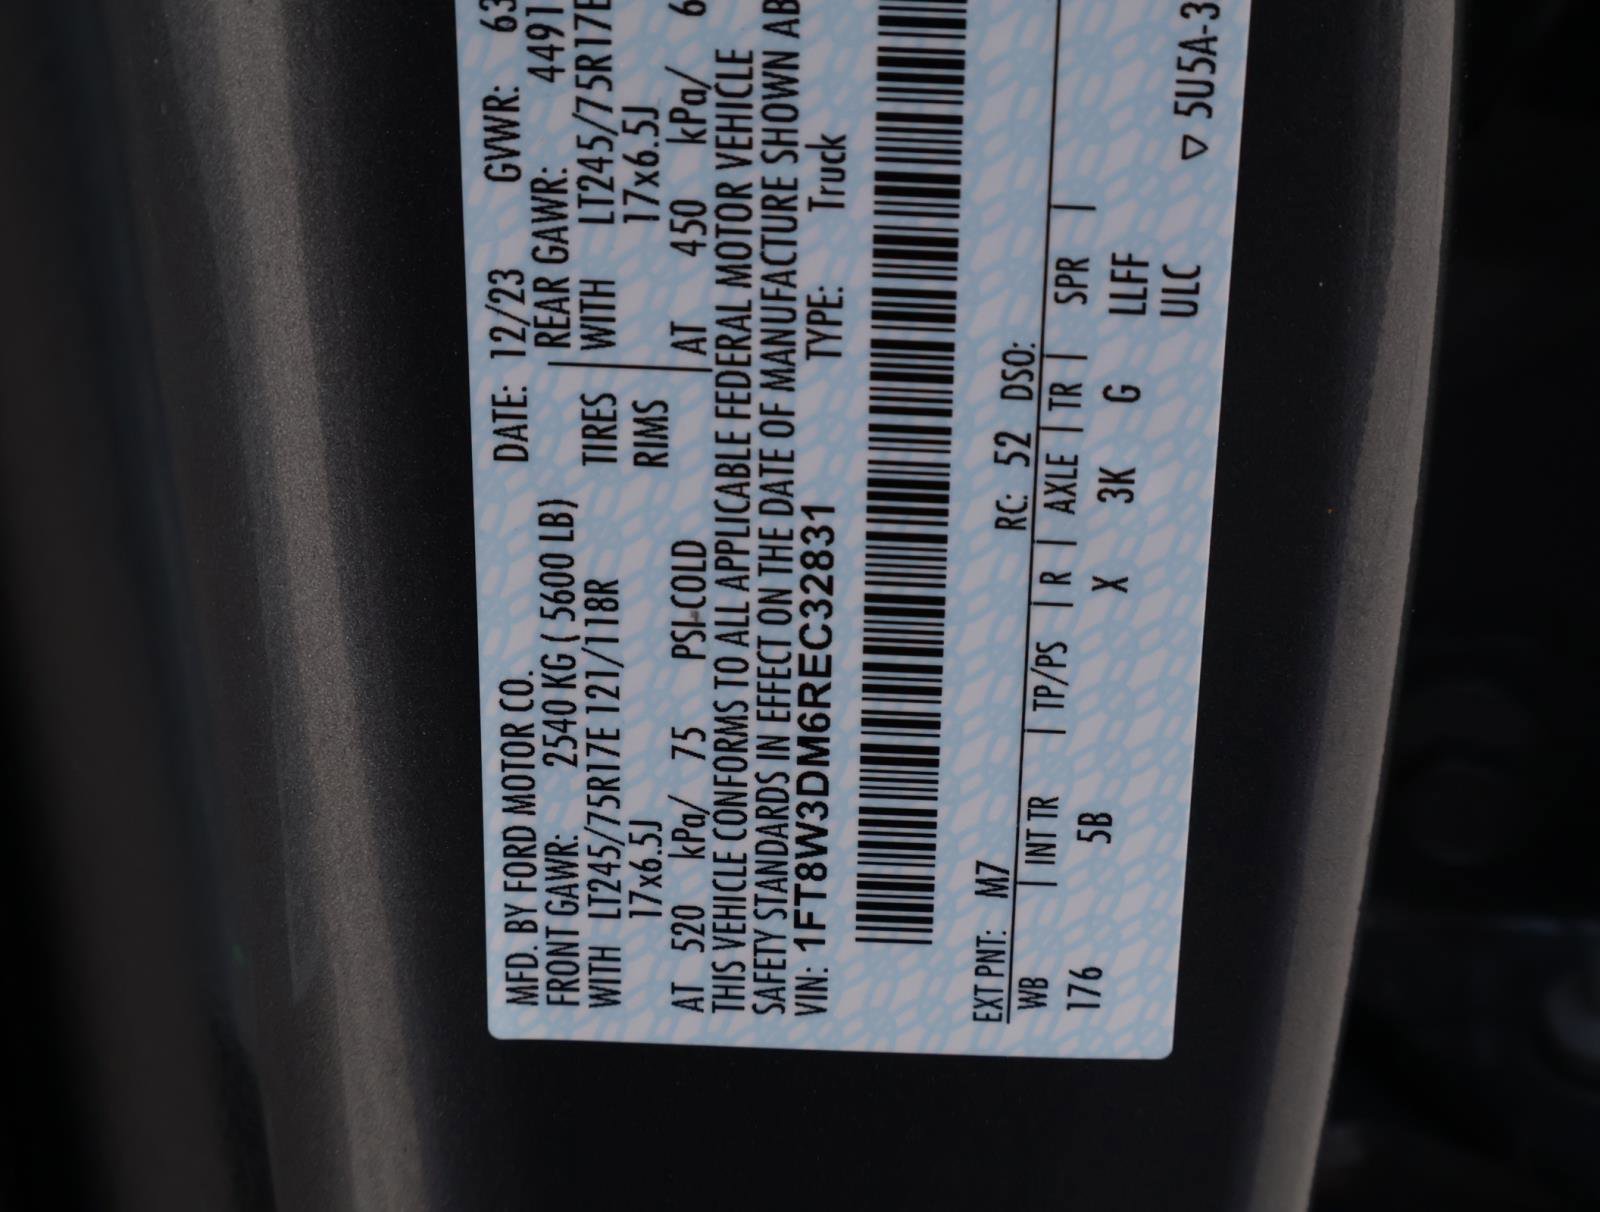 MFD. BY FORD MOTOR CO. DATE: 12/23 GVWR: 63
FRONT GAWR: 2540 KG ( 5600 LB) REAR GAWR: 4491
WITH LT245/75R17E 121/118R TIRES WITH LT245/75R17E
17x6.5J RIMS 17x6.5J
AT 520 kPa/ 75 PSI-COLD AT 450 kPa/ 6
THIS VEHICLE CONFORMS TO ALL APPLICABLE FEDERAL MOTOR VEHICLE
SAFETY STANDARDS IN EFFECT ON THE DATE OF MANUFACTURE SHOWN AB
VIN: 1FT8W3DM6REC32831 TYPE: Truck
EXT PNT: M7 RC: 52 DSO:
WB | INT TR | TP/PS | R | AXLE | TR | SPR |
176 5B X 3K G LLFF
ULC ▽ 5U5A-3